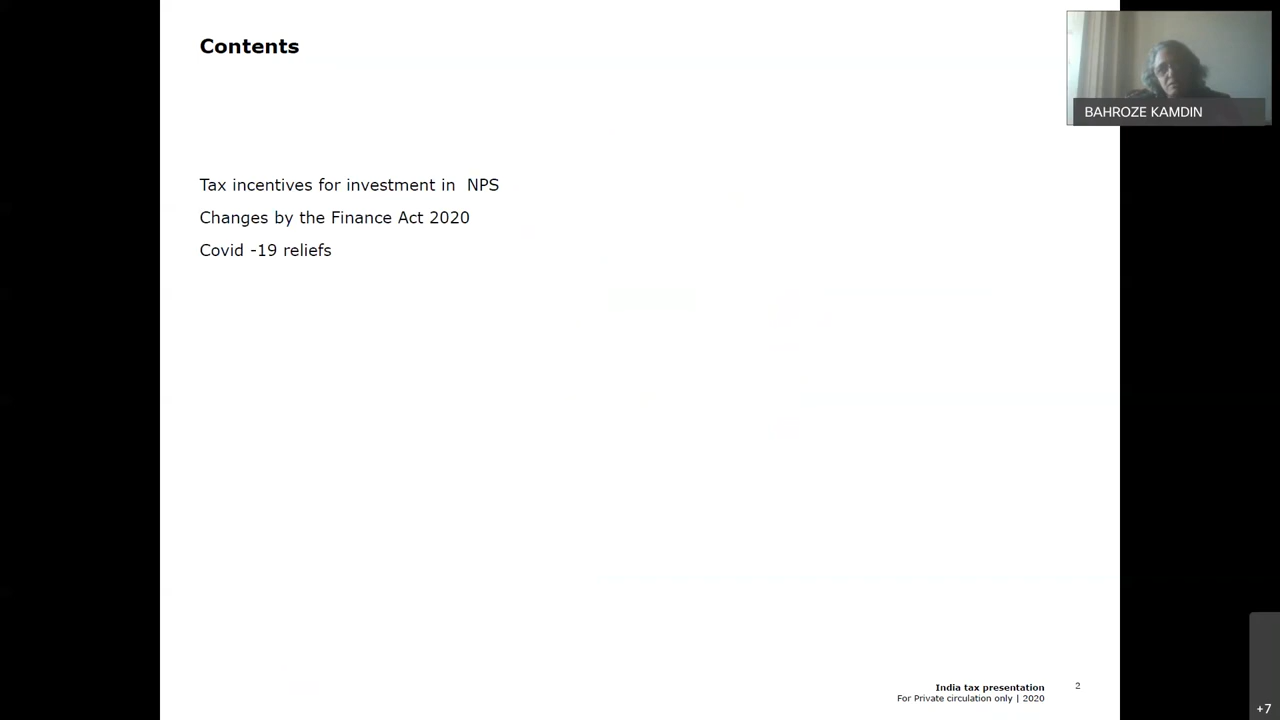 Contents
BAHROZE KAMDIN
Tax incentives for investment in  NPS
Changes by the Finance Act 2020
Covid -19 reliefs
India tax presentation
For Private circulation only | 2020
2
+7